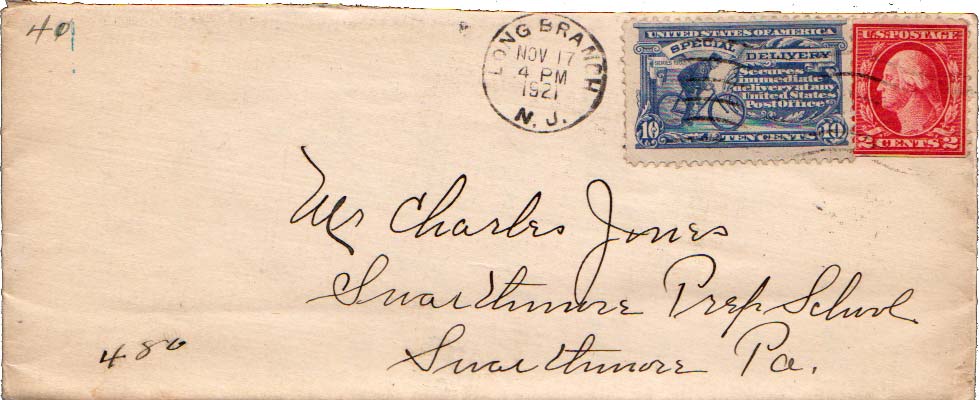 40
LONG BRANCH
NOV 17
4 PM
1921
N. J.
UNITED STATES OF AMERICA
SPECIAL DELIVERY
Secures
immediate
delivery at any
United States
Post Office
10 TEN CENTS 10
U.S. POSTAGE
2 CENTS 2
Mr Charles Jones
Swarthmore Prep School
Swarthmore Pa.
480